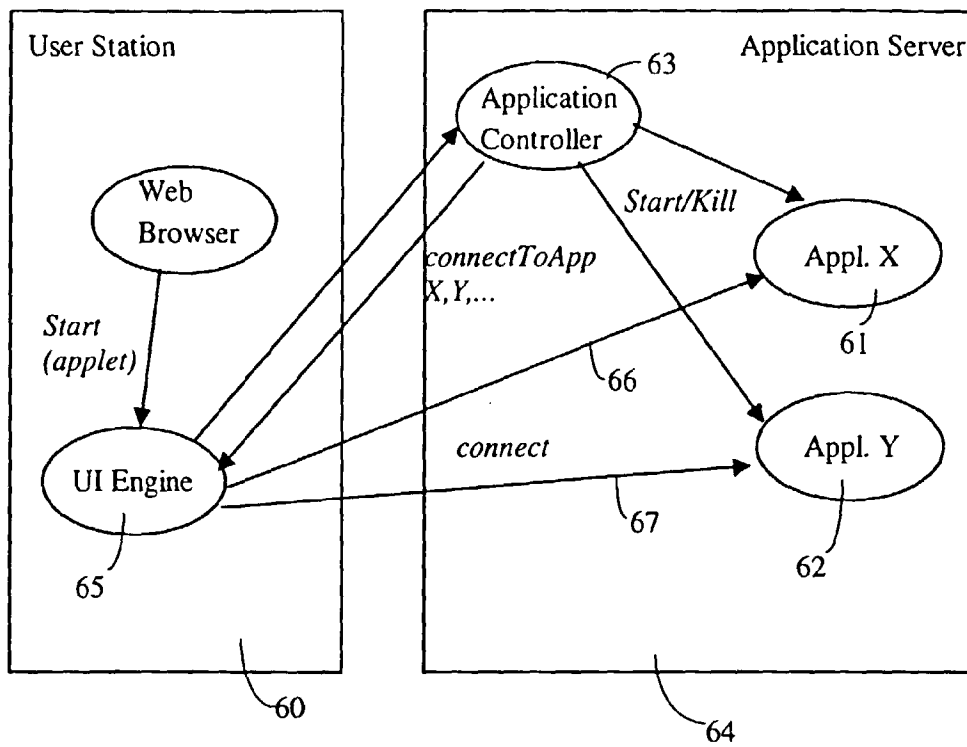 User Station
Application Server
63
Application
Controller
Web
Browser
Start/Kill
connectToApp
X,Y,...
Appl. X
61
Start
(applet)
66
connect
Appl. Y
UI Engine
67
62
65
60
64